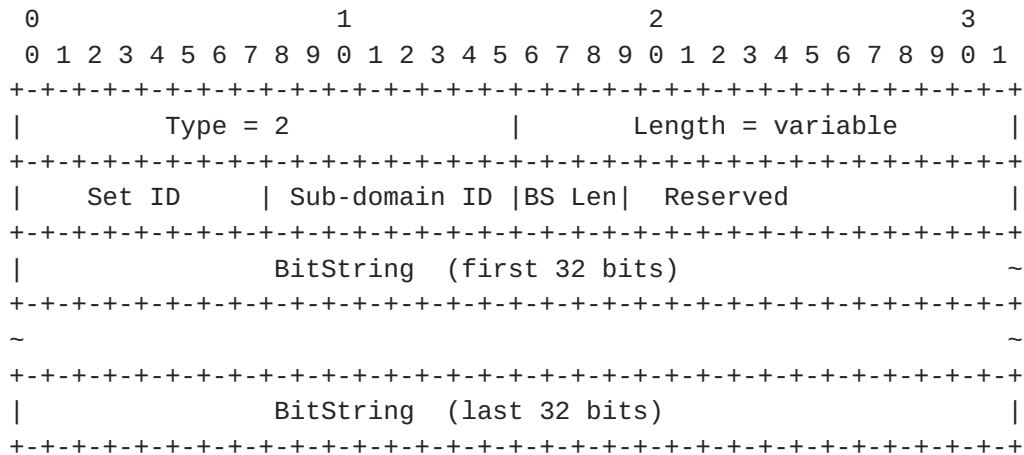 0                   1                   2                   3
 0 1 2 3 4 5 6 7 8 9 0 1 2 3 4 5 6 7 8 9 0 1 2 3 4 5 6 7 8 9 0 1
+-+-+-+-+-+-+-+-+-+-+-+-+-+-+-+-+-+-+-+-+-+-+-+-+-+-+-+-+-+-+-+-+
|         Type = 2              |       Length = variable       |
+-+-+-+-+-+-+-+-+-+-+-+-+-+-+-+-+-+-+-+-+-+-+-+-+-+-+-+-+-+-+-+-+
|    Set ID     | Sub-domain ID |BS Len|  Reserved              |
+-+-+-+-+-+-+-+-+-+-+-+-+-+-+-+-+-+-+-+-+-+-+-+-+-+-+-+-+-+-+-+-+
|                BitString  (first 32 bits)                     ~
+-+-+-+-+-+-+-+-+-+-+-+-+-+-+-+-+-+-+-+-+-+-+-+-+-+-+-+-+-+-+-+-+
~                                                               ~
+-+-+-+-+-+-+-+-+-+-+-+-+-+-+-+-+-+-+-+-+-+-+-+-+-+-+-+-+-+-+-+-+
|                BitString  (last 32 bits)                      |
+-+-+-+-+-+-+-+-+-+-+-+-+-+-+-+-+-+-+-+-+-+-+-+-+-+-+-+-+-+-+-+-+